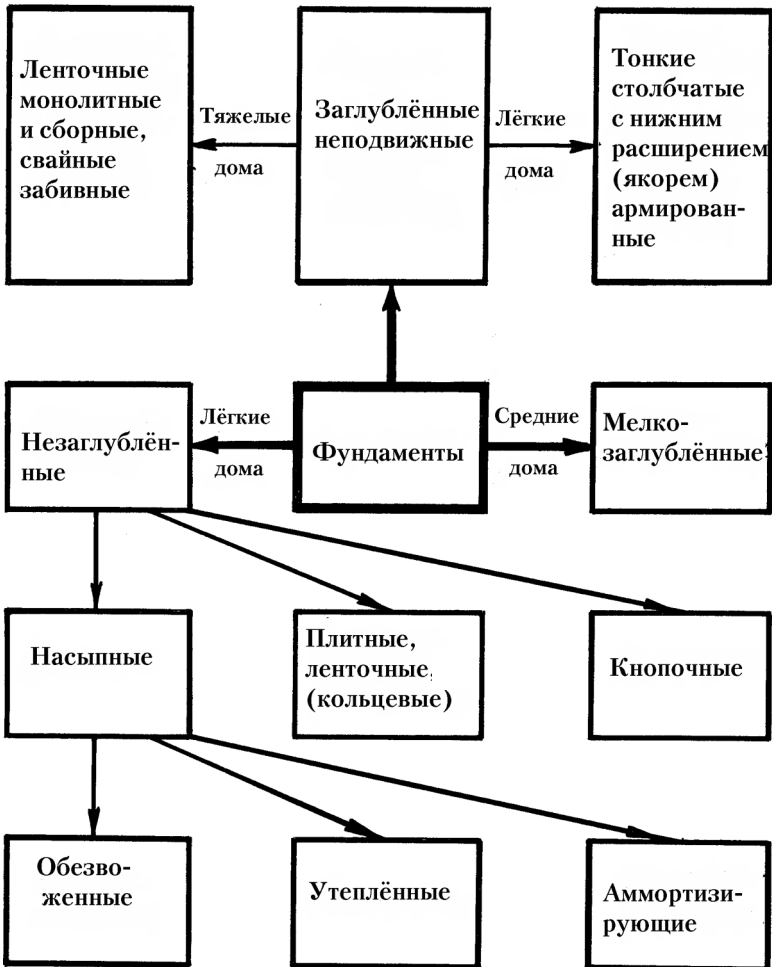 Ленточные
монолитные
и сборные,
свайные
забивные
Тяжелые
дома
Заглублённые
неподвижные
Лёгкие
дома
Тонкие
столбчатые
с нижним
расширением
(якорем)
армирован-
ные
Незаглублён-
ные
Лёгкие
дома
Фундаменты
Средние
дома
Мелко-
заглублённые
Насыпные
Плитные,
ленточные,
(кольцевые)
Кнопочные
Обезво-
женные
Утеплённые
Аммортизи-
рующие